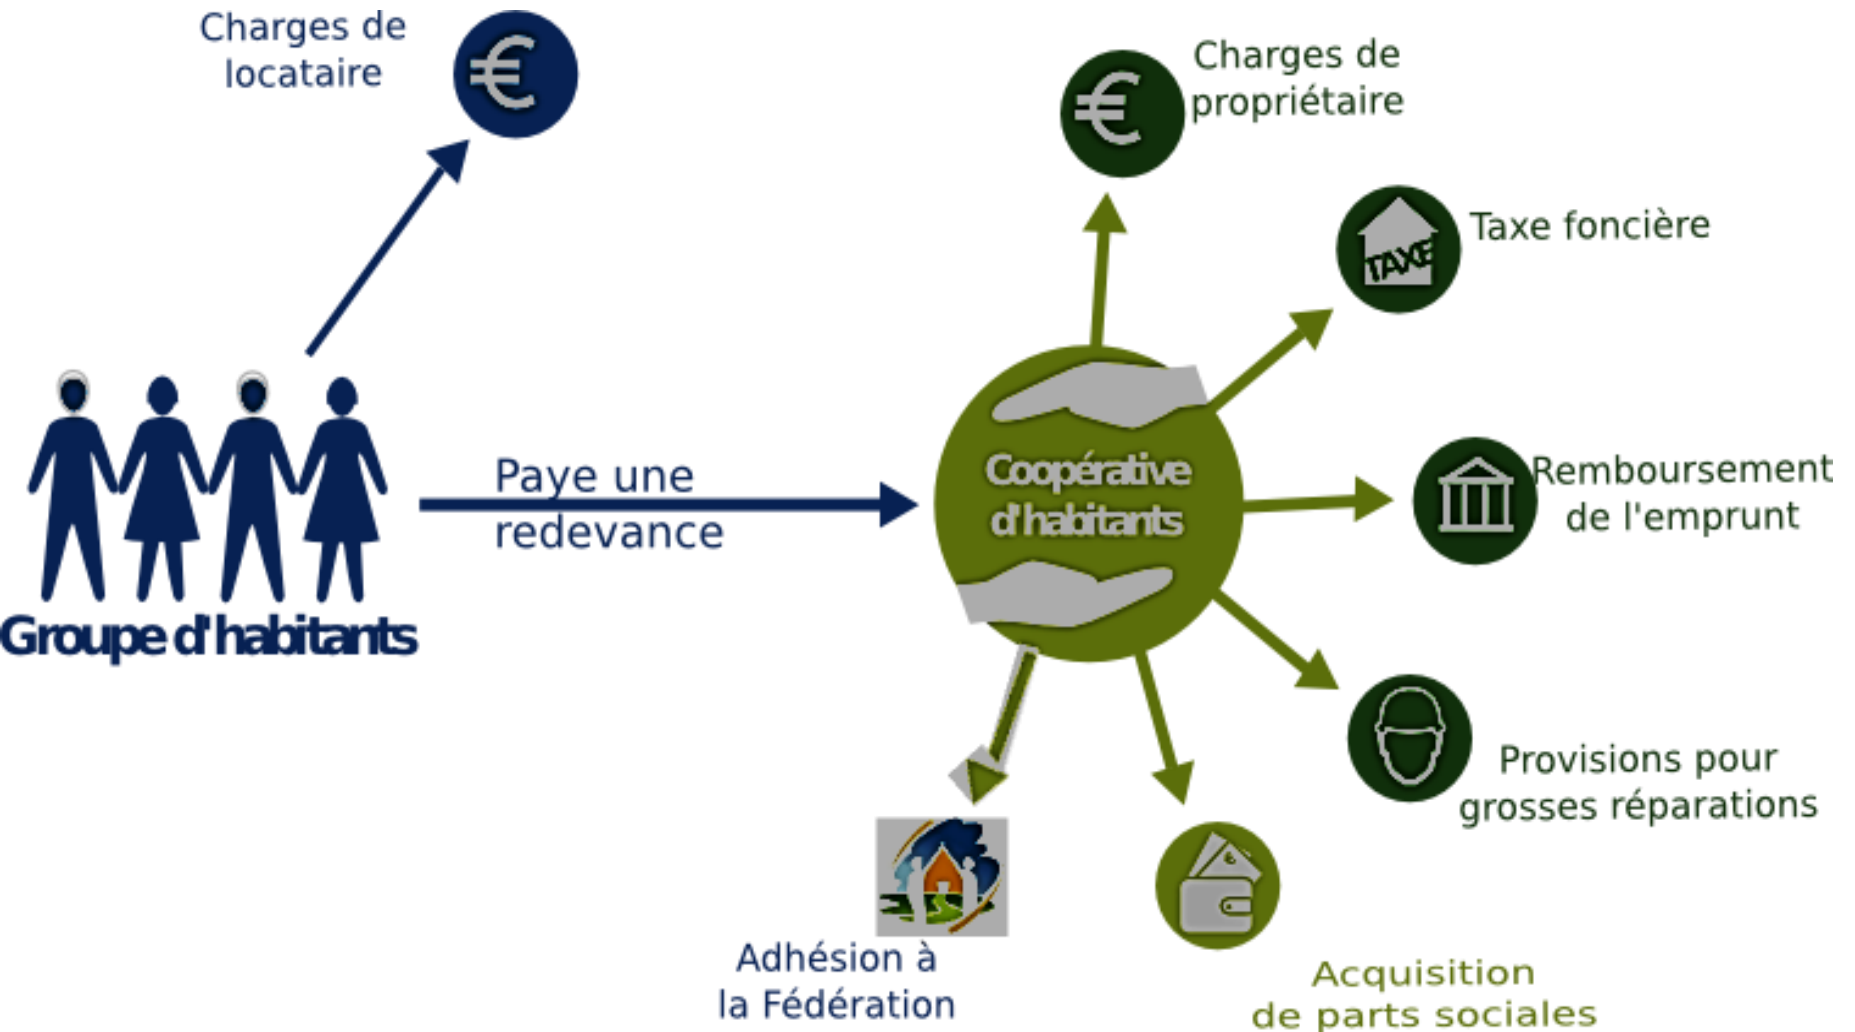 Charges de
locataire
Charges de
propriétaire
Taxe foncière
TAXE
Paye une
redevance
Coopérative
d'habitants
Remboursement
de l'emprunt
Groupe d'habitants
Provisions pour
grosses réparations
Adhésion à
la Fédération
Acquisition
de parts sociales